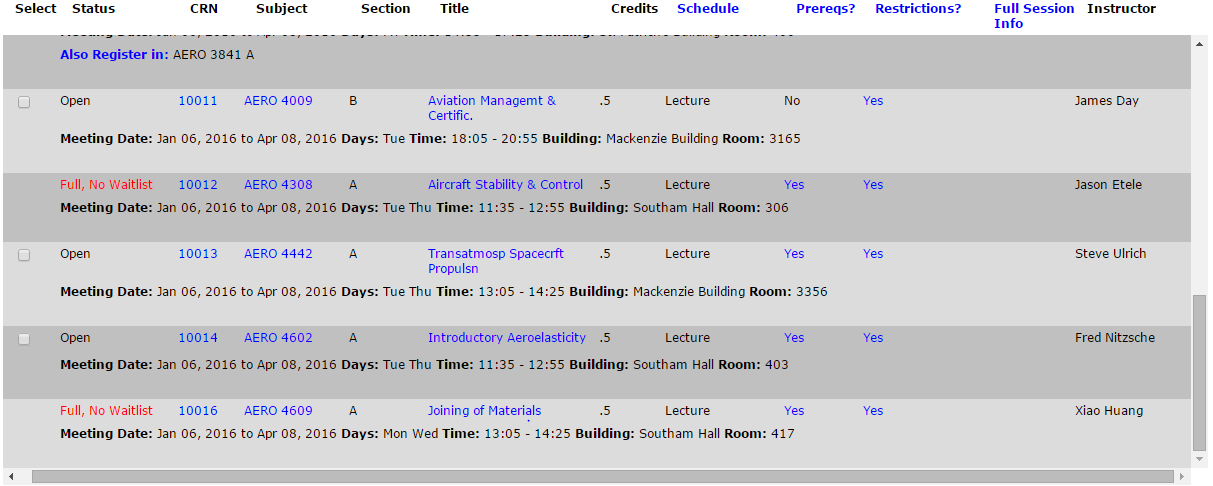 Select Status CRN Subject Section Title Credits Schedule Prereqs? Restrictions? Full Session Info Instructor
Also Register in: AERO 3841 A
Open 10011 AERO 4009 B Aviation Managemt & Certific. .5 Lecture No Yes James Day
Meeting Date: Jan 06, 2016 to Apr 08, 2016 Days: Tue Time: 18:05 - 20:55 Building: Mackenzie Building Room: 3165
Full, No Waitlist 10012 AERO 4308 A Aircraft Stability & Control .5 Lecture Yes Yes Jason Etele
Meeting Date: Jan 06, 2016 to Apr 08, 2016 Days: Tue Thu Time: 11:35 - 12:55 Building: Southam Hall Room: 306
Open 10013 AERO 4442 A Transatmosp Spacecrft Propulsn .5 Lecture Yes Yes Steve Ulrich
Meeting Date: Jan 06, 2016 to Apr 08, 2016 Days: Tue Thu Time: 13:05 - 14:25 Building: Mackenzie Building Room: 3356
Open 10014 AERO 4602 A Introductory Aeroelasticity .5 Lecture Yes Yes Fred Nitzsche
Meeting Date: Jan 06, 2016 to Apr 08, 2016 Days: Tue Thu Time: 11:35 - 12:55 Building: Southam Hall Room: 403
Full, No Waitlist 10016 AERO 4609 A Joining of Materials .5 Lecture Yes Yes Xiao Huang
Meeting Date: Jan 06, 2016 to Apr 08, 2016 Days: Mon Wed Time: 13:05 - 14:25 Building: Southam Hall Room: 417